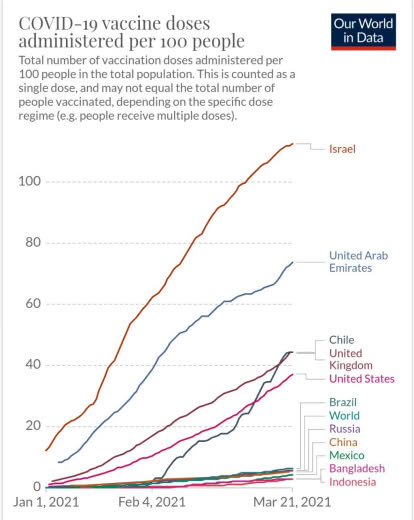 COVID-19 vaccine doses
administered per 100 people
Our World
in Data
Total number of vaccination doses administered per
100 people in the total population. This is counted as a
single dose, and may not equal the total number of
people vaccinated, depending on the specific dose
regime (e.g. people receive multiple doses).
100
80
60
40
20
0
Israel
United Arab
Emirates
Chile
United
Kingdom
United States
Brazil
World
Russia
China
Mexico
Bangladesh
Indonesia
Jan 1, 2021
Feb 4, 2021
Mar 21, 2021